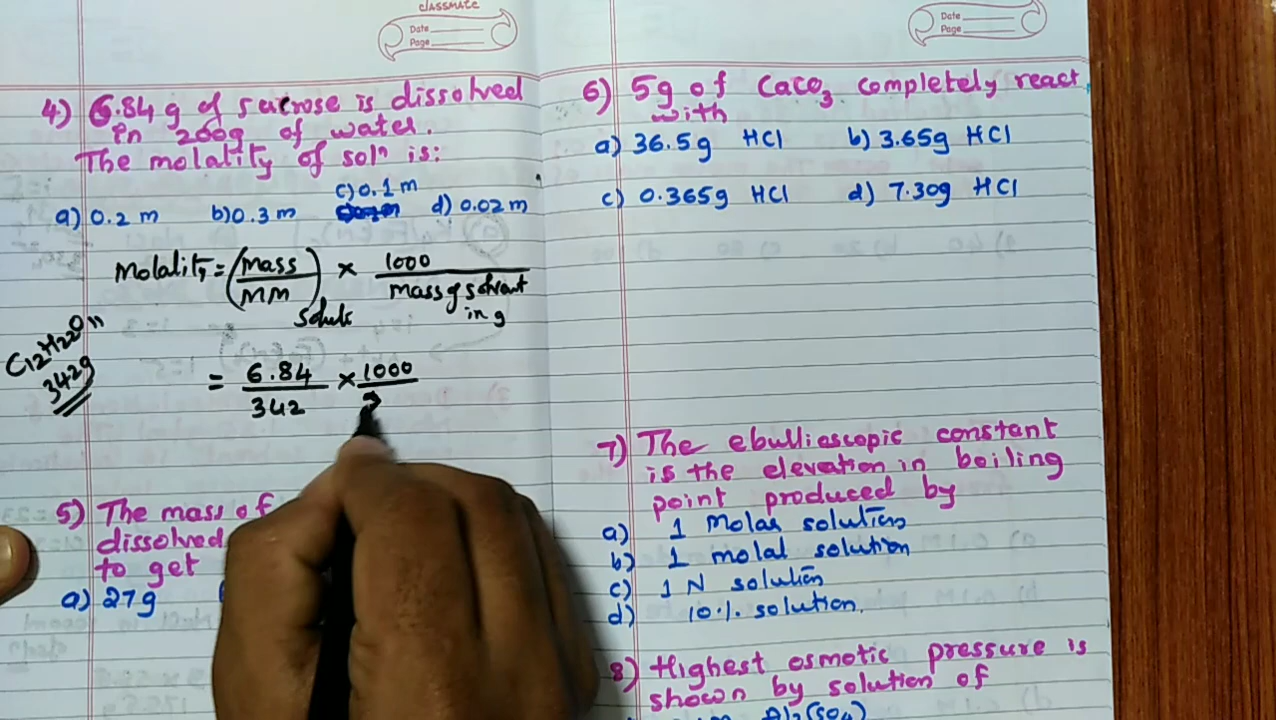 classmate
Date
Page
4) 6.84 g of sucrose is dissolved
in 200g of water.
The molality of solⁿ is:
c) 0.1 m
a) 0.2 m b) 0.3 m d) 0.02 m
Molality = (mass/MM) solute × 1000/mass of solvent in g
C12H22O11
342g
= 6.84/342 × 1000/
5) The mass of
dissolved
to get
a) 27g
Date
Page
6) 5g of CaCO3 completely react
with
a) 36.5g HCl b) 3.65g HCl
c) 0.365g HCl d) 7.30g HCl
7) The ebullioscopic constant
is the elevation in boiling
point produced by
a) 1 Molar solution
b) 1 molal solution
c) 1 N solution
d) 10.%. solution.
8) Highest osmotic pressure is
shown by solution of
Al2(SO4)